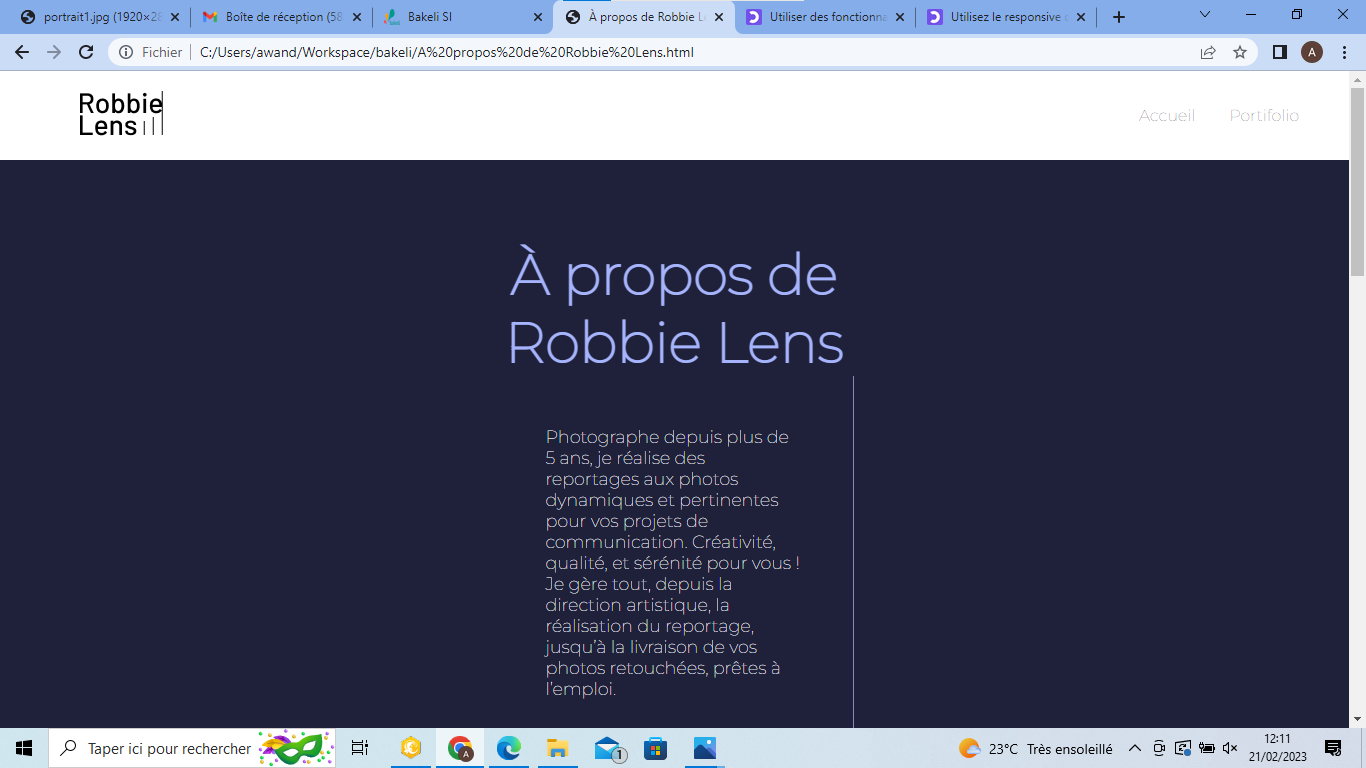 portrait1.jpg (1920×28
Boîte de réception (58
Bakeli SI
À propos de Robbie L
Utiliser des fonctionna
Utilisez le responsive
Fichier
C:/Users/awand/Workspace/bakeli/A%20propos%20de%20Robbie%20Lens.html
A
Robbie
Lens
Accueil
Portifolio
À propos de
Robbie Lens
Photographe depuis plus de
5 ans, je réalise des
reportages aux photos
dynamiques et pertinentes
pour vos projets de
communication. Créativité,
qualité, et sérénité pour vous !
Je gère tout, depuis la
direction artistique, la
réalisation du reportage,
jusqu'à la livraison de vos
photos retouchées, prêtes à
l'emploi.
Taper ici pour rechercher
A
1
23°C Très ensoleillé
12:11
21/02/2023